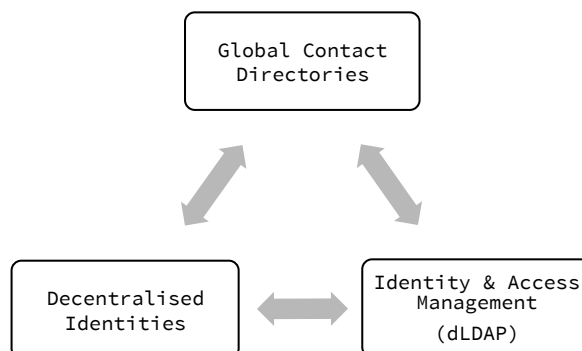 Global Contact
Directories
Decentralised
Identities
Identity & Access
Management
(dLDAP)